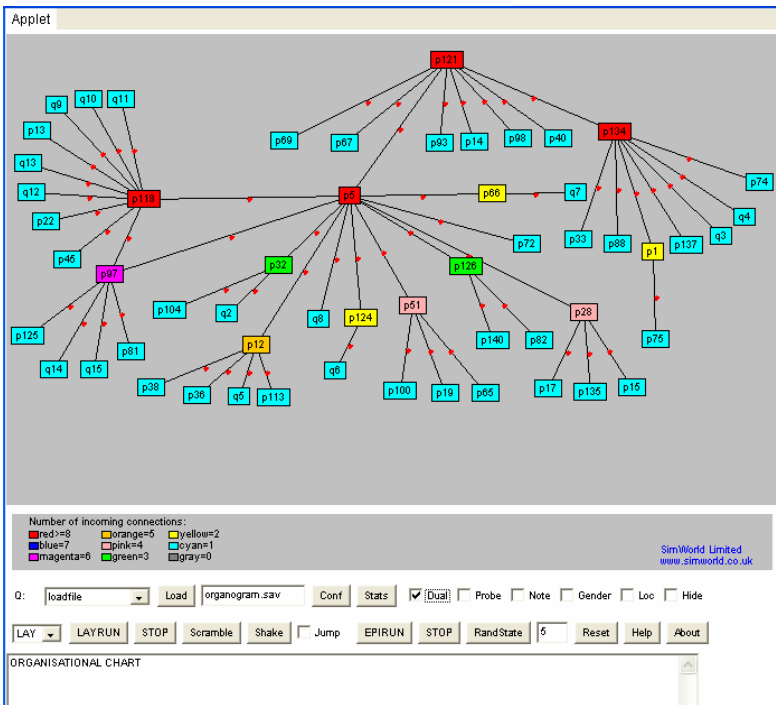 Applet
p121
q10 q11
q9
p13 p69 p67 p93 p14 p98 p40 p134
q13
q12 p118 p5 p66 q7 p74
p22 q4
p45 p33 p88 p1 p137 q3
p97 p32 p126 p72
p104 q2 q8 p124 p51 p28
p125 p81 p12 p140 p82 p75
q14 q15 q6
p38 p36 q5 p113 p100 p19 p65 p17 p135 p15
Number of incoming connections:
red>=8 orange=5 yellow=2
blue=7 pink=4 cyan=1
magenta=6 green=3 gray=0
SimWorld Limited
www.simworld.co.uk
Q: loadfile Load organogram.sav Conf Stats Dual Probe Note Gender Loc Hide
LAY LAYRUN STOP Scramble Shake Jump EPIRUN STOP RandState 5 Reset Help About
ORGANISATIONAL CHART